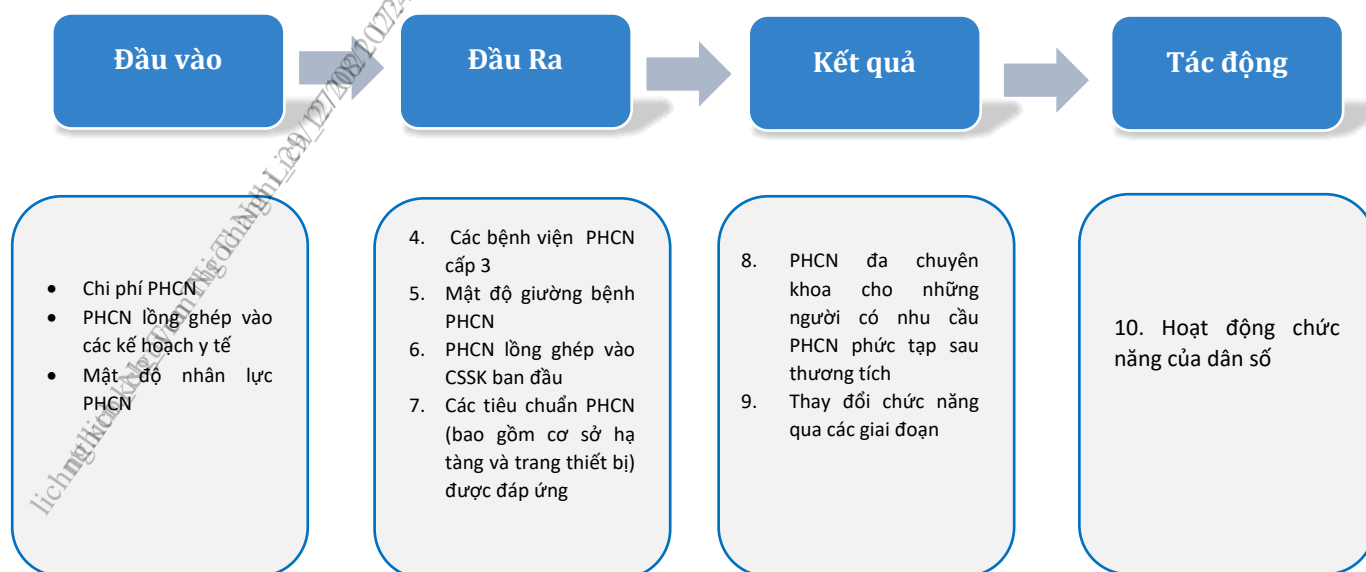 Đầu vào
Đầu Ra
Kết quả
Tác động
• Chi phí PHCN
• PHCN lồng ghép vào
các kế hoạch y tế
• Mật độ nhân lực
PHCN
4. Các bệnh viện PHCN
cấp 3
5. Mật độ giường bệnh
PHCN
6. PHCN lồng ghép vào
CSSK ban đầu
7. Các tiêu chuẩn PHCN
(bao gồm cơ sở hạ
tàng và trang thiết bị)
được đáp ứng
8. PHCN đa chuyên
khoa cho những
người có nhu cầu
PHCN phức tạp sau
thương tích
9. Thay đổi chức năng
qua các giai đoạn
10. Hoạt động chức
năng của dân số